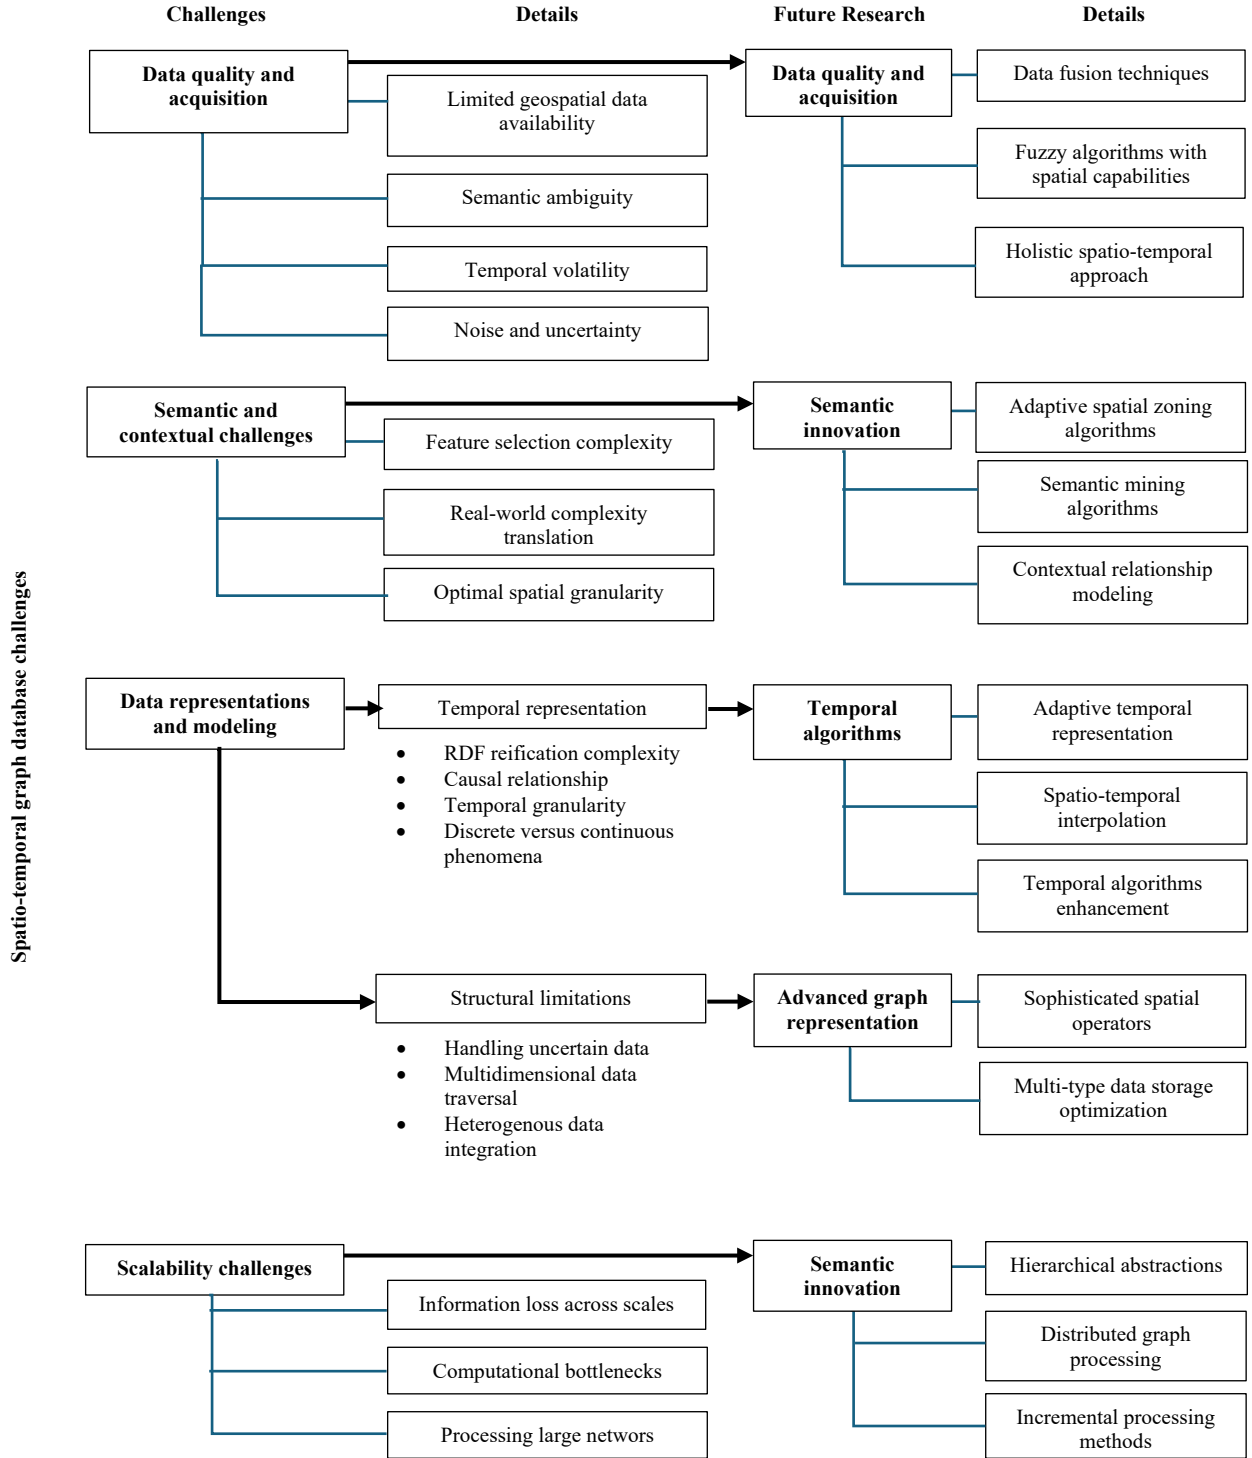 Challenges
Details
Future Research
Details
Spatio-temporal graph database challenges
Data quality and
acquisition
Limited geospatial data
availability
Semantic ambiguity
Temporal volatility
Noise and uncertainty
Data quality and
acquisition
Data fusion techniques
Fuzzy algorithms with
spatial capabilities
Holistic spatio-temporal
approach
Semantic and
contextual challenges
Feature selection complexity
Real-world complexity
translation
Optimal spatial granularity
Semantic
innovation
Adaptive spatial zoning
algorithms
Semantic mining
algorithms
Contextual relationship
modeling
Data representations
and modeling
Temporal representation
• RDF reification complexity
• Causal relationship
• Temporal granularity
• Discrete versus continuous
phenomena
Temporal
algorithms
Adaptive temporal
representation
Spatio-temporal
interpolation
Temporal algorithms
enhancement
Structural limitations
• Handling uncertain data
• Multidimensional data
traversal
• Heterogenous data
integration
Advanced graph
representation
Sophisticated spatial
operators
Multi-type data storage
optimization
Scalability challenges
Information loss across scales
Computational bottlenecks
Processing large networs
Semantic
innovation
Hierarchical abstractions
Distributed graph
processing
Incremental processing
methods